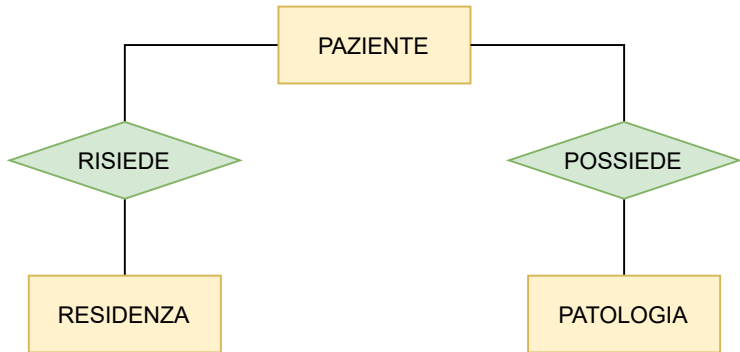 PAZIENTE
RISIEDE
POSSIEDE
RESIDENZA
PATOLOGIA